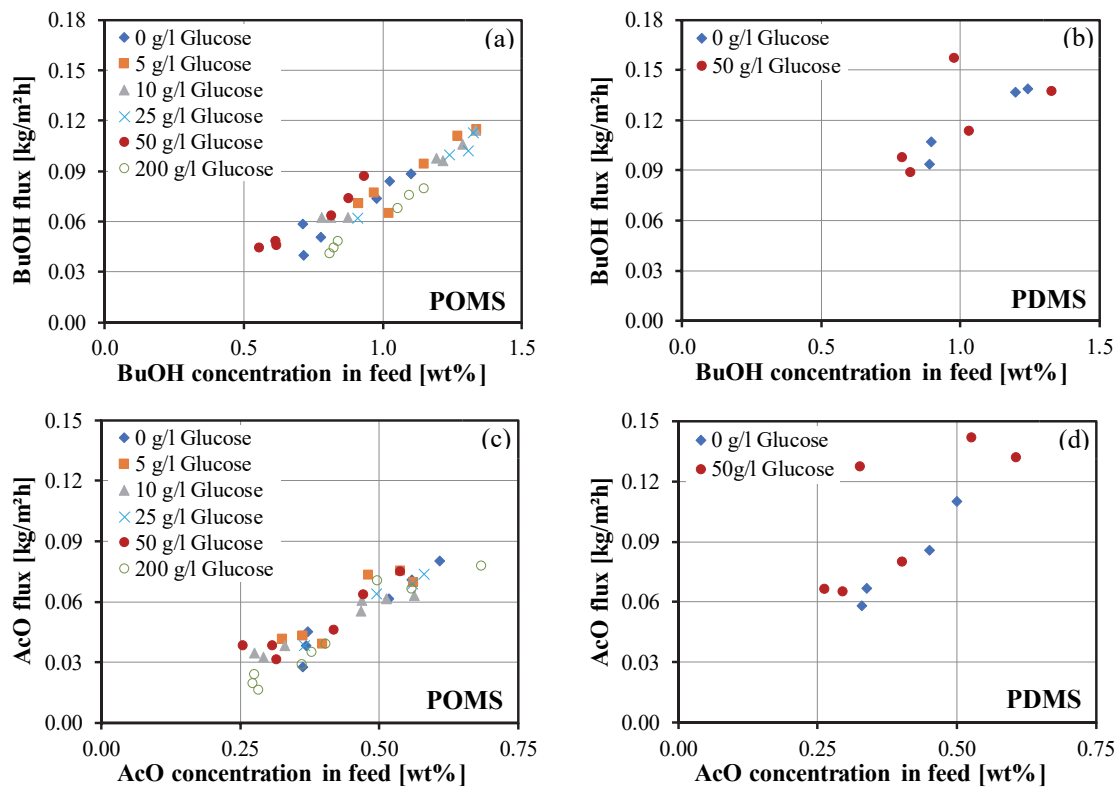 (a)
0 g/l Glucose
5 g/l Glucose
10 g/l Glucose
25 g/l Glucose
50 g/l Glucose
200 g/l Glucose
POMS
BuOH flux [kg/m²h]
0.18
0.15
0.12
0.09
0.06
0.03
0.00
0.0 0.5 1.0 1.5
BuOH concentration in feed [wt%]
(b)
0 g/l Glucose
50 g/l Glucose
PDMS
BuOH flux [kg/m²h]
0.18
0.15
0.12
0.09
0.06
0.03
0.00
0.0 0.5 1.0 1.5
BuOH concentration in feed [wt%]
(c)
0 g/l Glucose
5 g/l Glucose
10 g/l Glucose
25 g/l Glucose
50 g/l Glucose
200 g/l Glucose
POMS
AcO flux [kg/m²h]
0.15
0.12
0.09
0.06
0.03
0.00
0.00 0.25 0.50 0.75
AcO concentration in feed [wt%]
(d)
0 g/l Glucose
50g/l Glucose
PDMS
AcO flux [kg/m²h]
0.15
0.12
0.09
0.06
0.03
0.00
0.00 0.25 0.50 0.75
AcO concentration in feed [wt%]